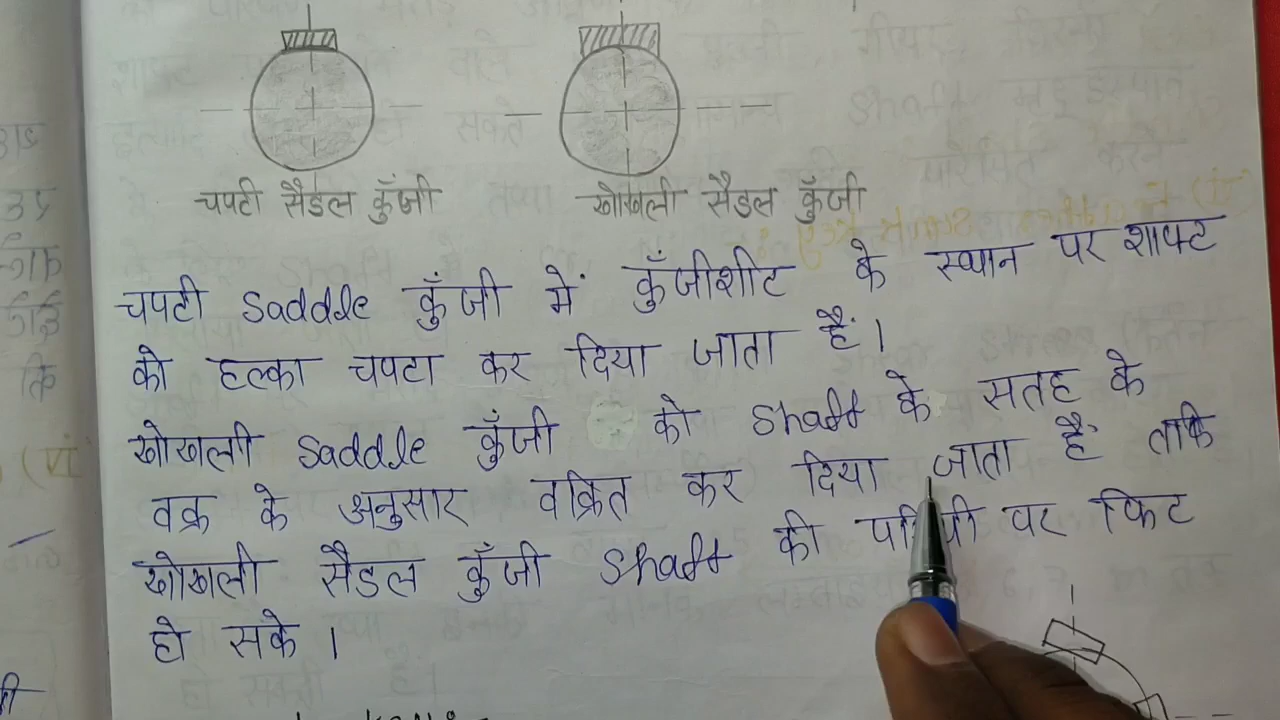 चपटी सैडल कुँजी
खोखली सैडल कुँजी
चपटी saddle कुँजी में कुँजीशीट के स्थान पर शाफ्ट
को हल्का चपटा कर दिया जाता हैं।
खोखली saddle कुँजी को shaft के सतह के
वक्र के अनुसार वक्रित कर दिया जाता हैं ताकि
खोखली सैडल कुँजी shaft की पर फिट
हो सके।